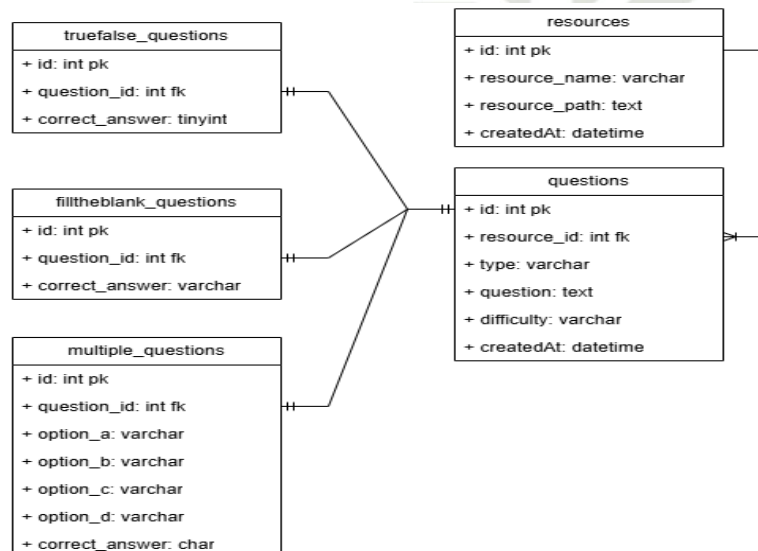 truefalse_questions
+ id: int pk
+ question_id: int fk
+ correct_answer: tinyint
filltheblank_questions
+ id: int pk
+ question_id: int fk
+ correct_answer: varchar
multiple_questions
+ id: int pk
+ question_id: int fk
+ option_a: varchar
+ option_b: varchar
+ option_c: varchar
+ option_d: varchar
+ correct_answer: char
resources
+ id: int pk
+ resource_name: varchar
+ resource_path: text
+ createdAt: datetime
questions
+ id: int pk
+ resource_id: int fk
+ type: varchar
+ question: text
+ difficulty: varchar
+ createdAt: datetime